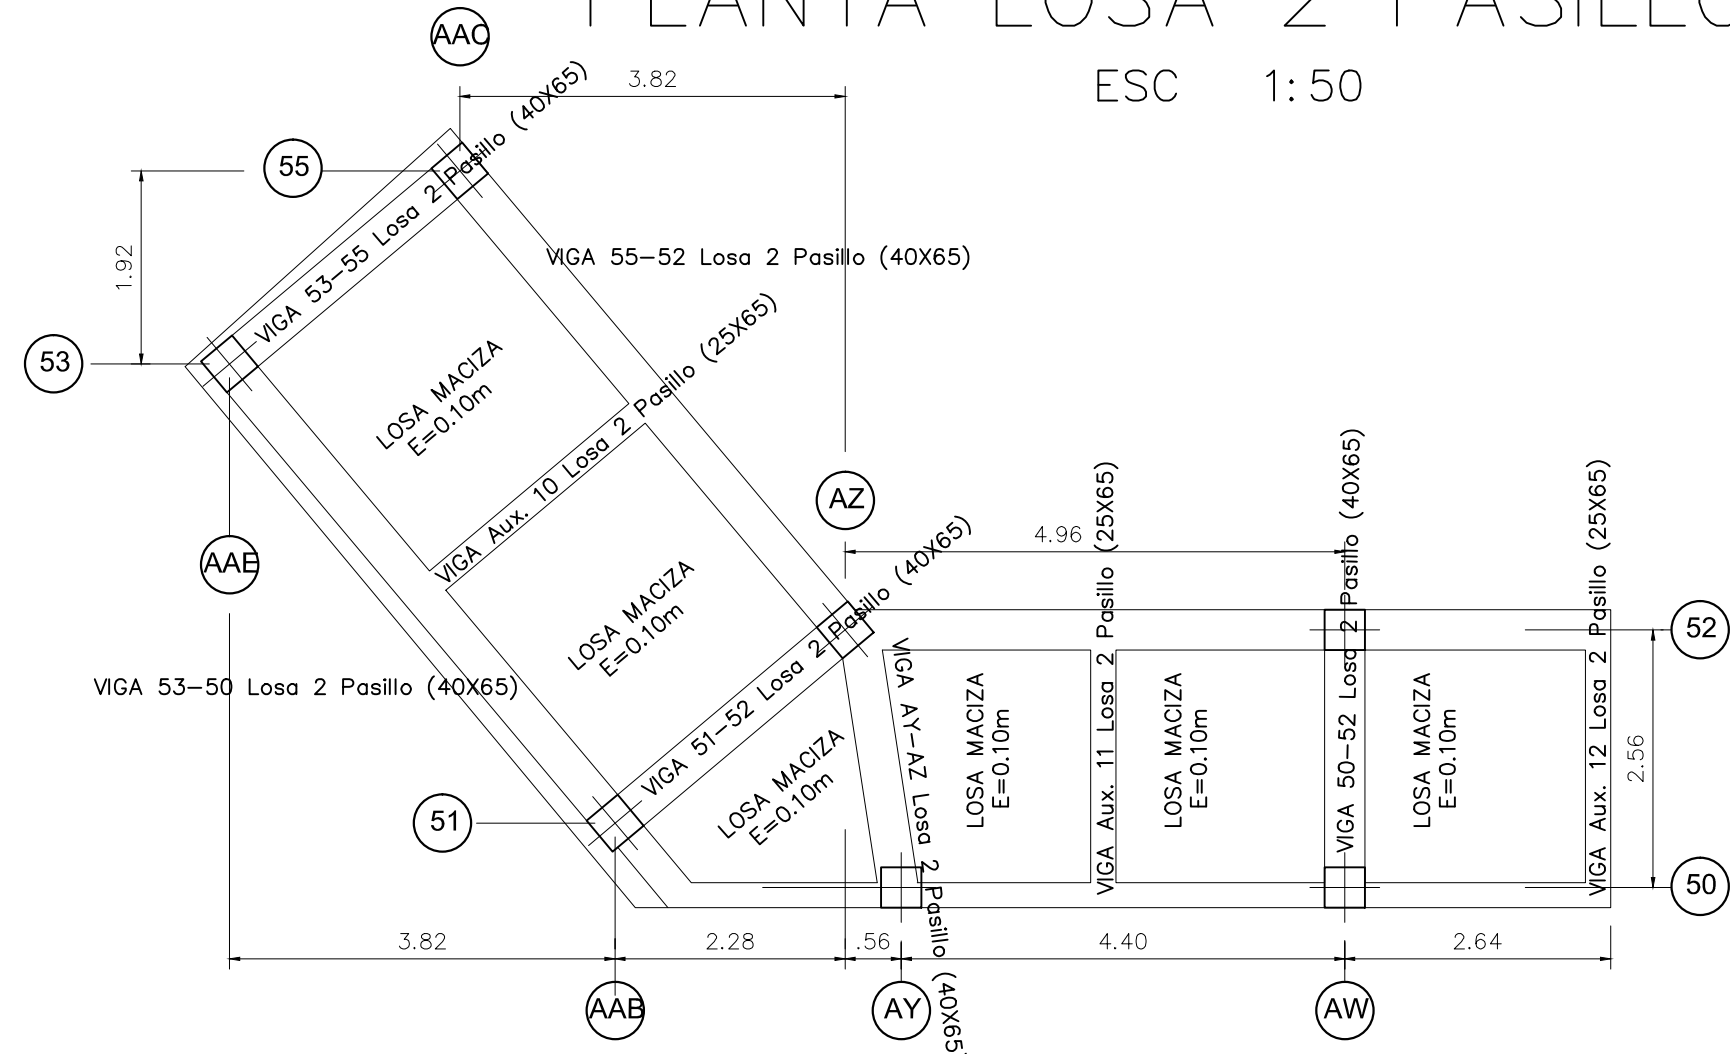 PLANTA LOSA 2 PASILLO
ESC 1:50
AAC
3.82
55
1.92
53
VIGA 53-55 Losa 2 Pasillo (40X65)
VIGA 55-52 Losa 2 Pasillo (40X65)
LOSA MACIZA
E=0.10m
VIGA Aux. 10 Losa 2 Pasillo (25X65)
AZ
4.96
AAE
LOSA MACIZA
E=0.10m
VIGA 53-50 Losa 2 Pasillo (40X65)
VIGA 51-52 Losa 2 Pasillo (40X65)
51
LOSA MACIZA
E=0.10m
VIGA AY-AZ Losa 2 Pasillo (40X65)
LOSA MACIZA
E=0.10m
VIGA Aux. 11 Losa 2 Pasillo (25X65)
LOSA MACIZA
E=0.10m
VIGA 50-52 Losa 2 Pasillo (40X65)
LOSA MACIZA
E=0.10m
VIGA Aux. 12 Losa 2 Pasillo (25X65)
52
2.56
50
3.82
2.28
.56
4.40
2.64
AAB
AY
AW